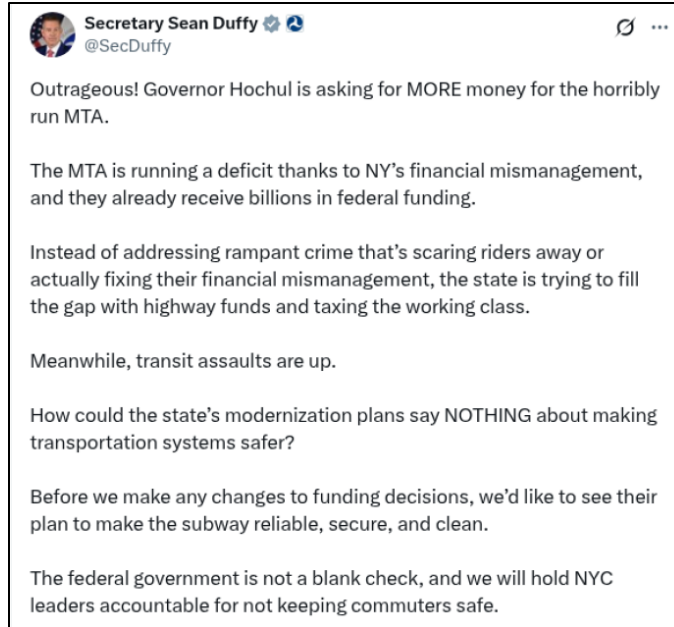 Secretary Sean Duffy
@SecDuffy
Outrageous! Governor Hochul is asking for MORE money for the horribly
run MTA.
The MTA is running a deficit thanks to NY’s financial mismanagement,
and they already receive billions in federal funding.
Instead of addressing rampant crime that’s scaring riders away or
actually fixing their financial mismanagement, the state is trying to fill
the gap with highway funds and taxing the working class.
Meanwhile, transit assaults are up.
How could the state’s modernization plans say NOTHING about making
transportation systems safer?
Before we make any changes to funding decisions, we’d like to see their
plan to make the subway reliable, secure, and clean.
The federal government is not a blank check, and we will hold NYC
leaders accountable for not keeping commuters safe.